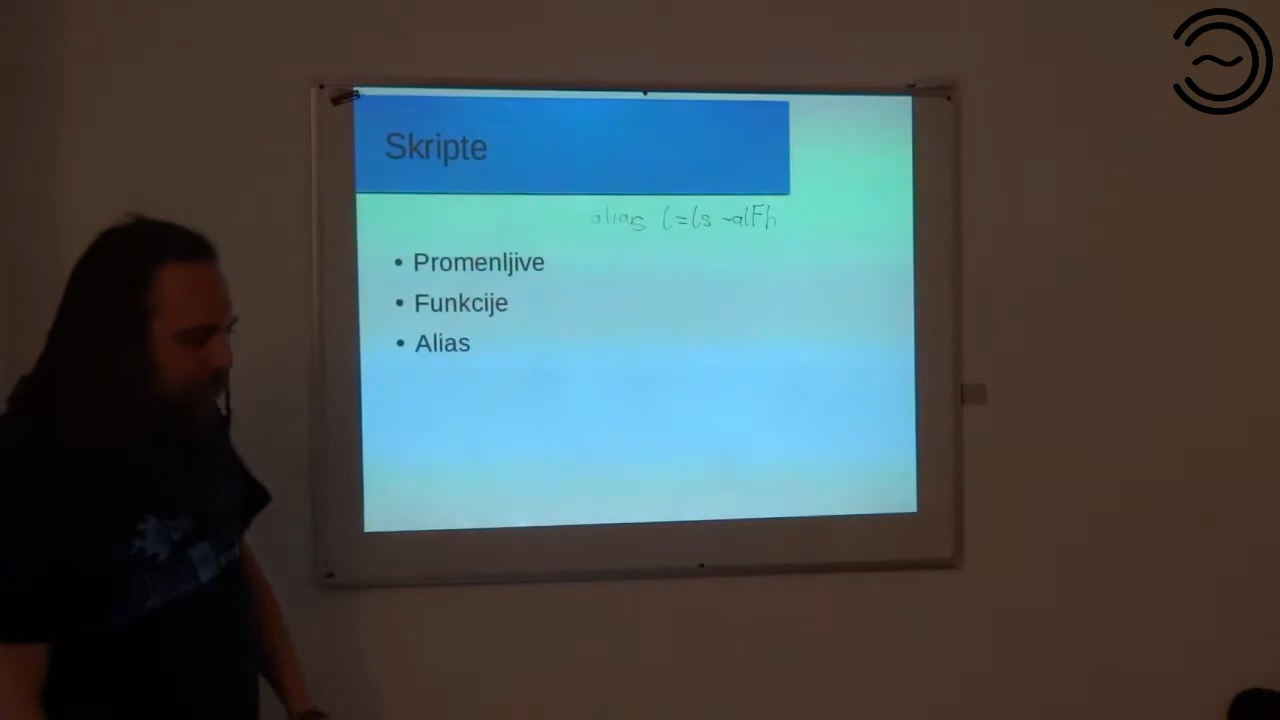 Skripte
alias l=ls -alFh
• Promenljive
• Funkcije
• Alias